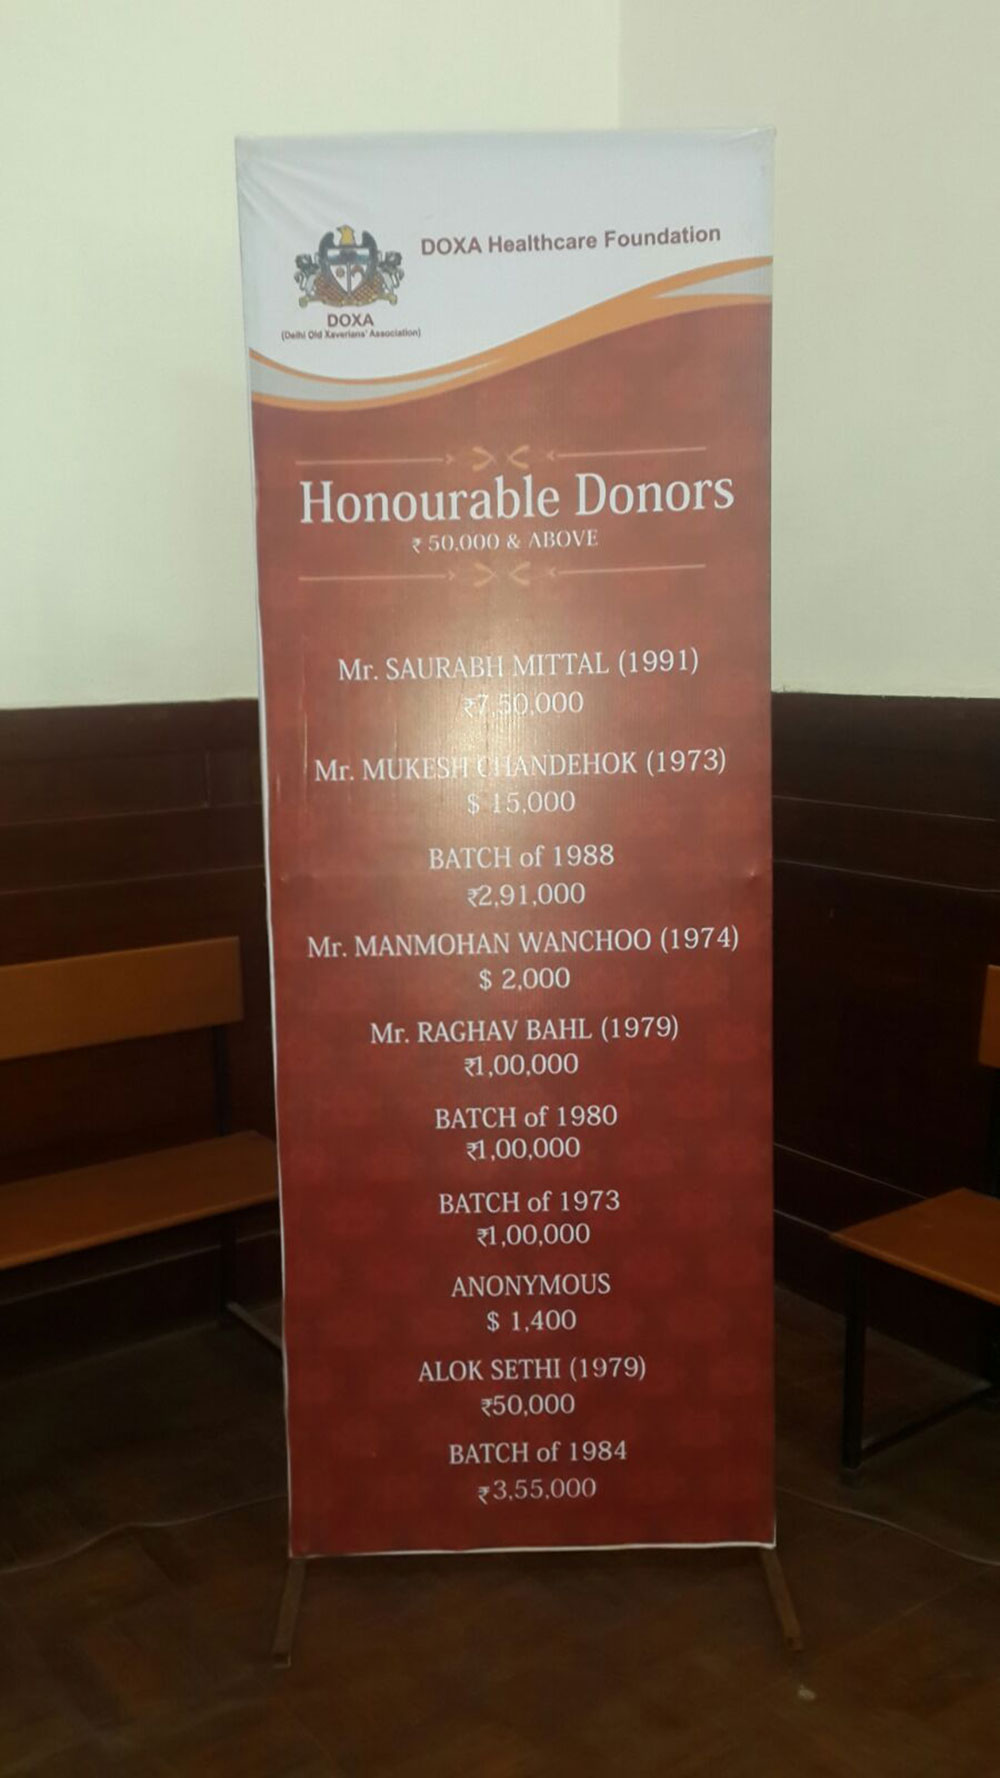 DOXA Healthcare Foundation
DOXA
(Delhi Old Xaverians' Association)
Honourable Donors
₹ 50,000 & ABOVE
Mr. SAURABH MITTAL (1991)
₹7,50,000
Mr. MUKESH CHANDEHOK (1973)
$ 15,000
BATCH of 1988
₹2,91,000
Mr. MANMOHAN WANCHOO (1974)
$ 2,000
Mr. RAGHAV BAHL (1979)
₹1,00,000
BATCH of 1980
₹1,00,000
BATCH of 1973
₹1,00,000
ANONYMOUS
$ 1,400
ALOK SETHI (1979)
₹50,000
BATCH of 1984
₹3,55,000